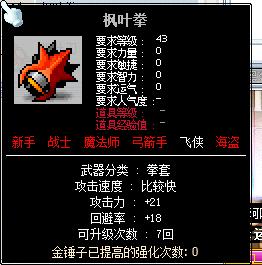 枫叶拳
要求等级: 43
要求力量: 0
要求敏捷: 0
要求智力: 0
要求运气: 0
要求人气度: -
道具等级: -
道具经验值: -
新手 战士 魔法师 弓箭手 飞侠 海盗
武器分类: 拳套
攻击速度: 比较快
攻击力: +21
回避率: +18
可升级次数: 7回
金锤子已提高的强化次数: 0